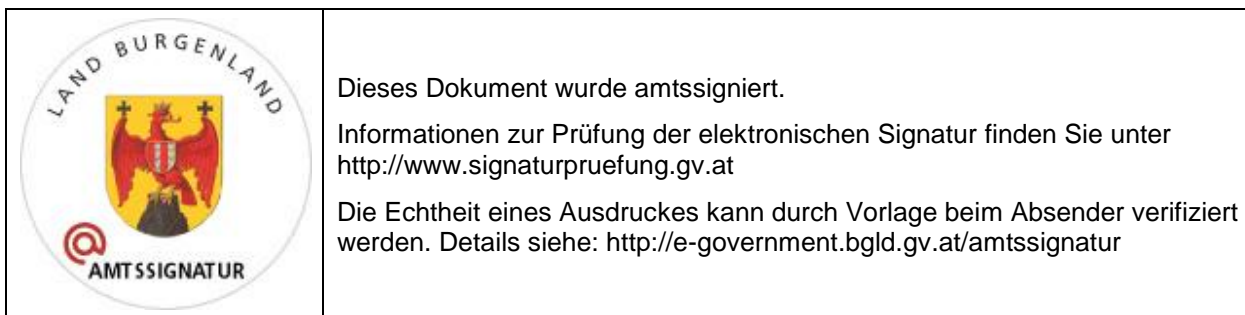 LAND BURGENLAND
@
AMTSSIGNATUR
Dieses Dokument wurde amtssigniert.
Informationen zur Prüfung der elektronischen Signatur finden Sie unter
http://www.signaturpruefung.gv.at
Die Echtheit eines Ausdruckes kann durch Vorlage beim Absender verifiziert
werden. Details siehe: http://e-government.bgld.gv.at/amtssignatur